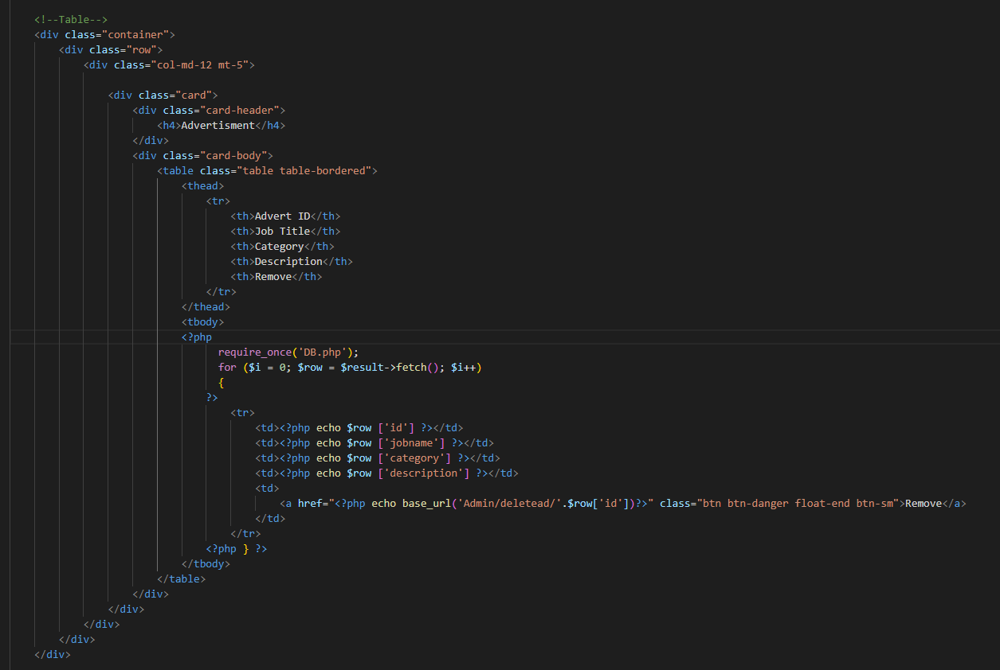 <!--Table-->
<div class="container">
<div class="row">
<div class="col-md-12 mt-5">
<div class="card">
<div class="card-header">
<h4>Advertisment</h4>
</div>
<div class="card-body">
<table class="table table-bordered">
<thead>
<tr>
<th>Advert ID</th>
<th>Job Title</th>
<th>Category</th>
<th>Description</th>
<th>Remove</th>
</tr>
</thead>
<tbody>
<?php
require_once('DB.php');
for ($i = 0; $row = $result->fetch(); $i++)
{
?>
<tr>
<td><?php echo $row ['id'] ?></td>
<td><?php echo $row ['jobname'] ?></td>
<td><?php echo $row ['category'] ?></td>
<td><?php echo $row ['description'] ?></td>
<td>
<a href="<?php echo base_url('Admin/deletead/'.$row['id'])?>" class="btn btn-danger float-end btn-sm">Remove</a>
</td>
</tr>
<?php } ?>
</tbody>
</table>
</div>
</div>
</div>
</div>
</div>